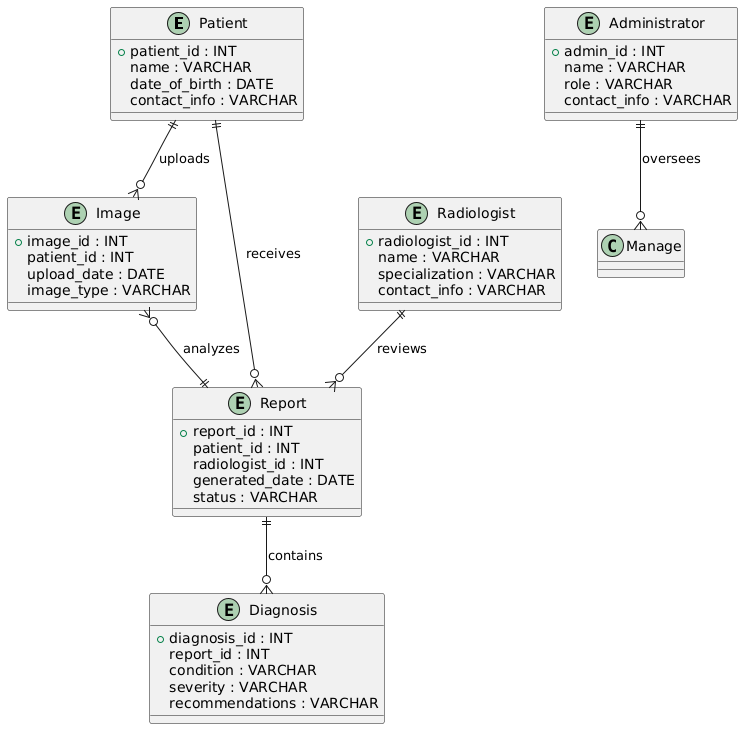 E Patient
patient_id : INT
name : VARCHAR
date_of_birth : DATE
contact_info : VARCHAR
E Administrator
admin_id : INT
name : VARCHAR
role : VARCHAR
contact_info : VARCHAR
uploads
oversees
E Image
image_id : INT
patient_id : INT
upload_date : DATE
image_type : VARCHAR
receives
E Radiologist
radiologist_id : INT
name : VARCHAR
specialization : VARCHAR
contact_info : VARCHAR
C Manage
analyzes
reviews
E Report
report_id : INT
patient_id : INT
radiologist_id : INT
generated_date : DATE
status : VARCHAR
contains
E Diagnosis
diagnosis_id : INT
report_id : INT
condition : VARCHAR
severity : VARCHAR
recommendations : VARCHAR